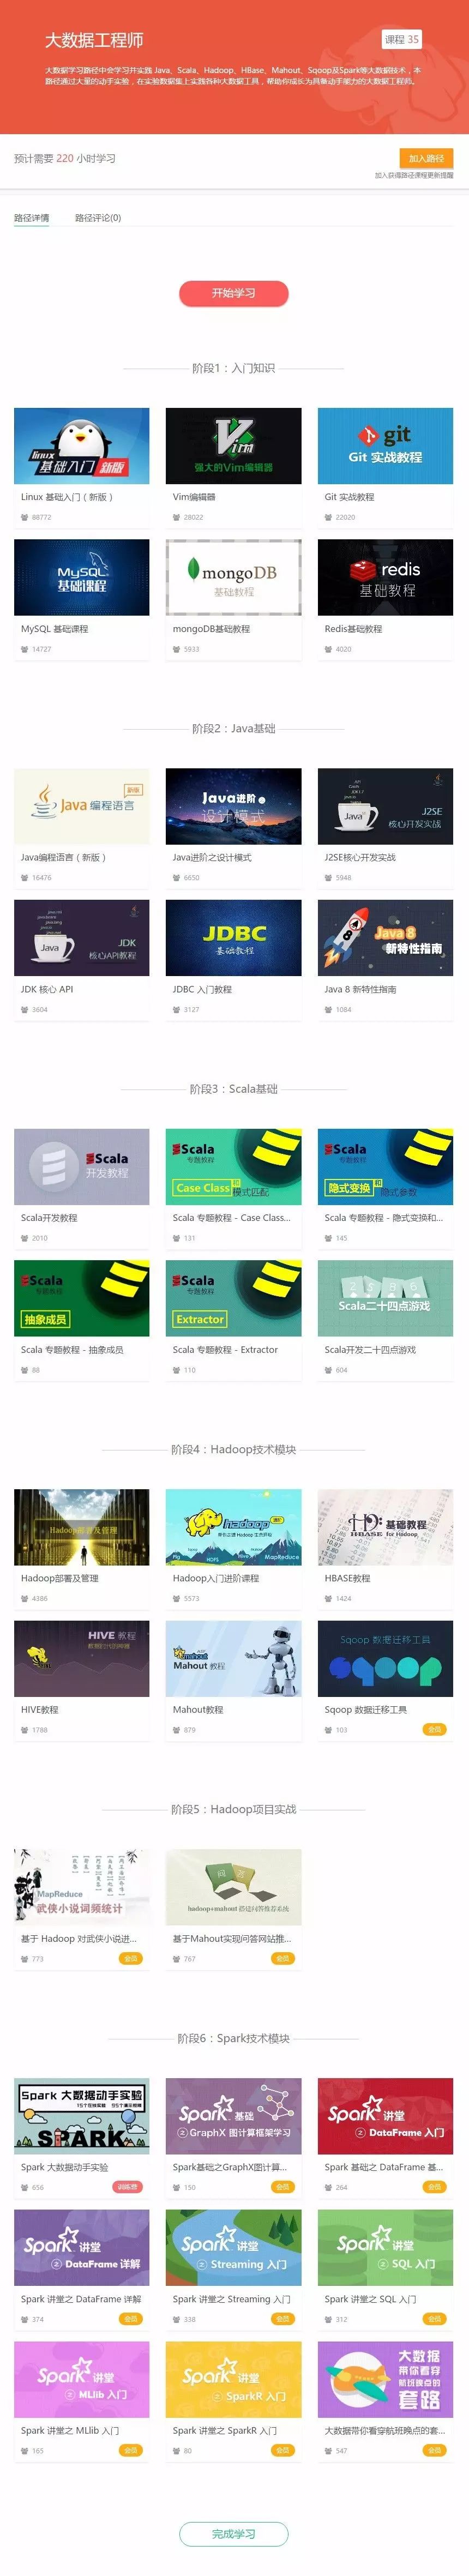 大数据工程师
课程 35
大数据学习路径中会学习并实践 Java、Scala、Hadoop、HBase、Mahout、Sqoop及Spark等大数据技术，本
路径通过大量的动手实验，在实验数据集上实践各种大数据工具，帮助你成长为具备动手能力的大数据工程师。
预计需要 220 小时学习
加入路径
加入获得路径课程更新提醒
路径详情
路径评论(0)
开始学习
阶段1：入门知识
linux
基础入门 新版
Vim
强大的Vim编辑器
git
Git 实战教程
Linux 基础入门（新版）
Vim编辑器
Git 实战教程
88772
28022
22020
MySQL
基础课程
mongoDB
基础教程
redis
基础教程
MySQL 基础课程
mongoDB基础教程
Redis基础教程
14727
5933
4020
阶段2：Java基础
新版
Java 编程语言
Java进阶
设计模式
Java
J2SE
核心开发实战
Java编程语言（新版）
Java进阶之设计模式
J2SE核心开发实战
16476
6650
5948
Java
JDK
核心API教程
JDBC
基础教程
Java 8
新特性指南
JDK 核心 API
JDBC 入门教程
Java 8 新特性指南
3604
3127
1084
阶段3：Scala基础
Scala
开发教程
Scala
专题教程
Case Class 和 模式匹配
Scala
专题教程
隐式变换 和 隐式参数
Scala开发教程
Scala 专题教程 - Case Class...
Scala 专题教程 - 隐式变换和...
2010
131
145
Scala
专题教程
抽象成员
Scala
专题教程
Extractor
Scala二十四点游戏
Scala 专题教程 - 抽象成员
Scala 专题教程 - Extractor
Scala开发二十四点游戏
88
110
604
阶段4：Hadoop技术模块
Hadoop部署及管理
hadoop
Pig
HDFS
Hive
MapReduce
HBASE
基础教程
for Hadoop
Hadoop部署及管理
Hadoop入门进阶课程
HBASE教程
4386
5573
1424
HIVE 教程
mahout
Mahout 教程
Sqoop 数据迁移工具
sqoop
HIVE教程
Mahout教程
Sqoop 数据迁移工具
1788
879
103
会员
阶段5：Hadoop项目实战
MapReduce
武侠小说词频统计
问
答
hadoop+mahout 搭建问答推荐系统
基于 Hadoop 对武侠小说进...
基于Mahout实现问答网站推...
773
会员
767
会员
阶段6：Spark技术模块
Spark 大数据动手实验
SPARK
Spark 基础
② GraphX 图计算框架学习
Spark 讲堂
② DataFrame 入门
Spark 大数据动手实验
Spark基础之GraphX图计算...
Spark 基础之 DataFrame 基...
656
训练营
150
会员
264
会员
Spark 讲堂
② DataFrame 详解
Spark 讲堂
② Streaming 入门
Spark 讲堂
② SQL 入门
Spark 讲堂之 DataFrame 详解
Spark 讲堂之 Streaming 入门
Spark 讲堂之 SQL 入门
374
会员
338
会员
312
会员
Spark 讲堂
② MLlib 入门
Spark 讲堂
② SparkR 入门
大数据
带你看穿
航班晚点的
套路
Spark 讲堂之 MLlib 入门
Spark 讲堂之 SparkR 入门
大数据带你看穿航班晚点的套...
165
会员
80
会员
547
会员
完成学习